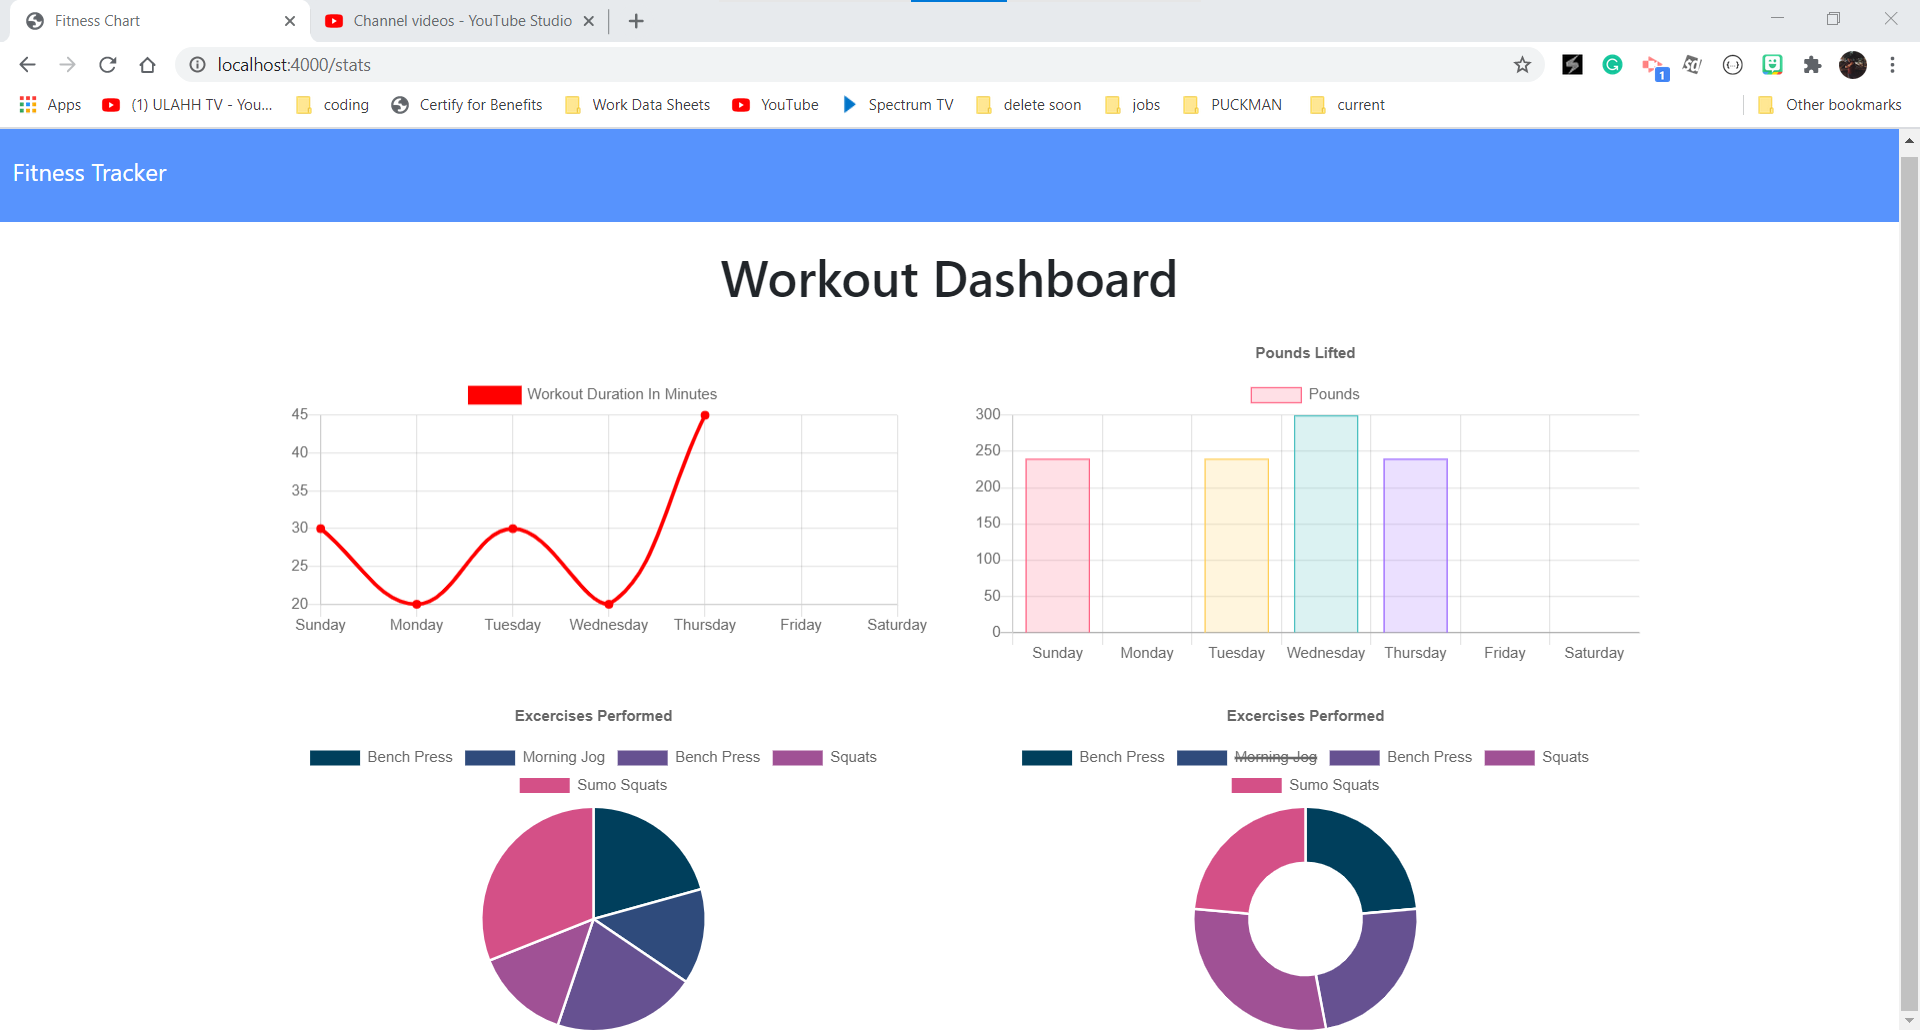 Fitness Chart
Channel videos - YouTube Studio
localhost:4000/stats
1
Apps
(1) ULAHH TV - You...
coding
Certify for Benefits
Work Data Sheets
YouTube
Spectrum TV
delete soon
jobs
PUCKMAN
current
Other bookmarks
Fitness Tracker
Workout Dashboard
Workout Duration In Minutes
45
40
35
30
25
20
Sunday Monday Tuesday Wednesday Thursday Friday Saturday
Pounds Lifted
Pounds
300
250
200
150
100
50
0
Sunday Monday Tuesday Wednesday Thursday Friday Saturday
Excercises Performed
Bench Press Morning Jog Bench Press Squats
Sumo Squats
Excercises Performed
Bench Press Morning Jog Bench Press Squats
Sumo Squats